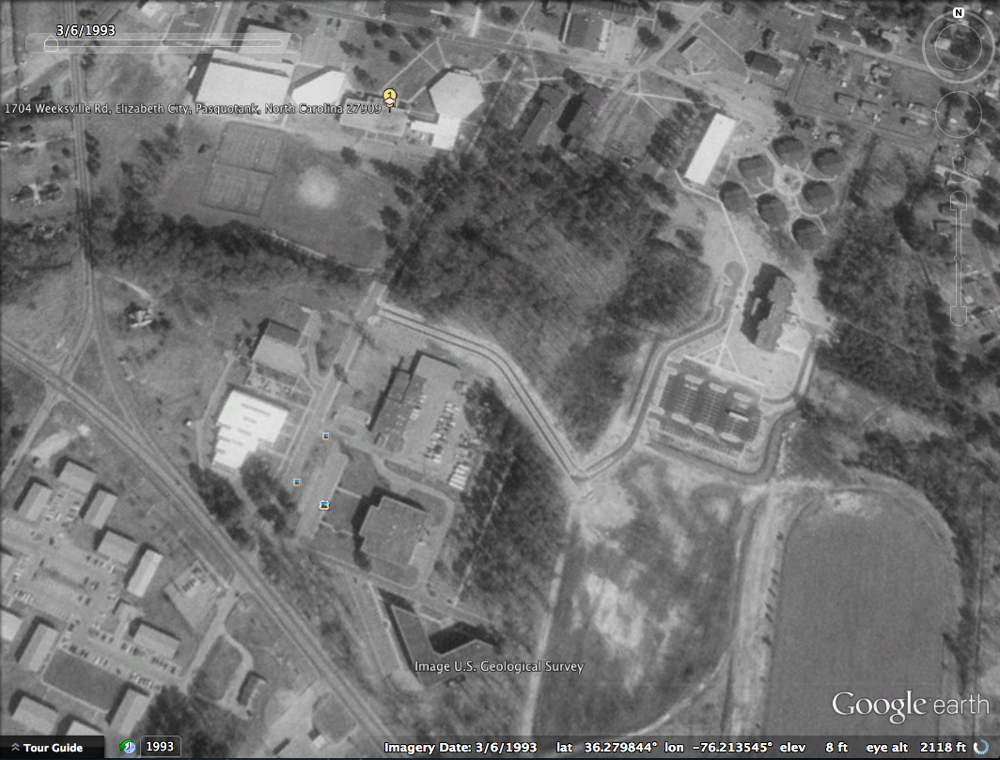 3/6/1993
N
1
1704 Weeksville Rd, Elizabeth City, Pasquotank, North Carolina 27909
Image U.S. Geological Survey
Google earth
Tour Guide
1993
Imagery Date: 3/6/1993 lat 36.279844° lon -76.213545° elev 8 ft eye alt 2118 ft